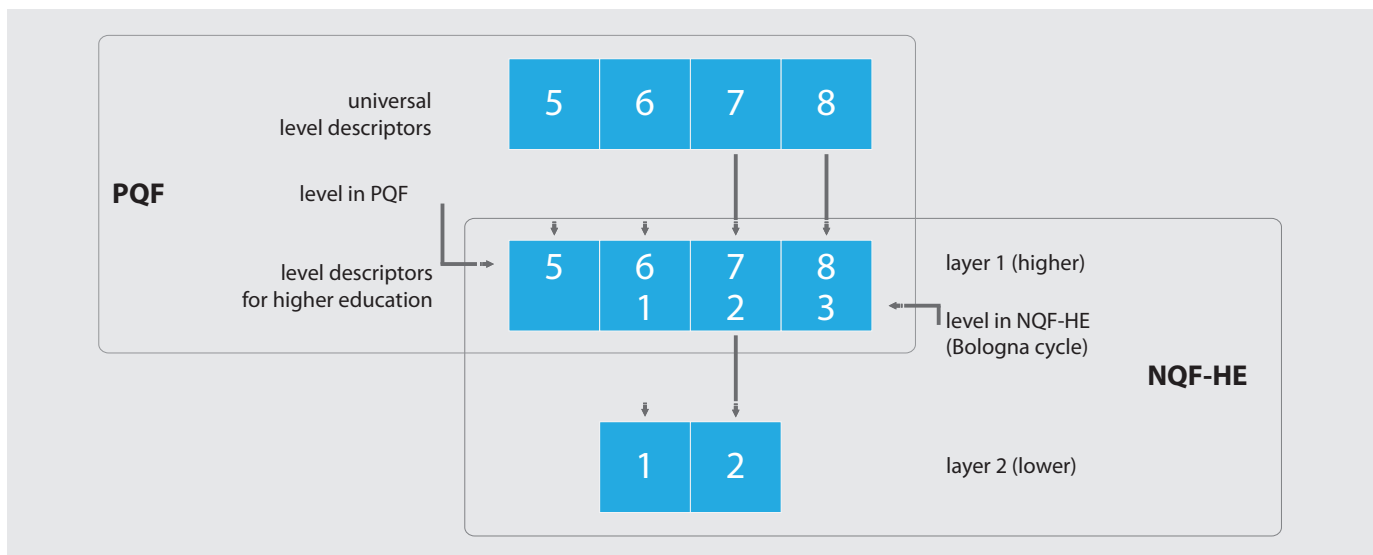 universal
level descriptors
5 6 7 8
PQF
level in PQF
level descriptors
for higher education
5 6 7 8
1 2 3
layer 1 (higher)
level in NQF-HE
(Bologna cycle)
NQF-HE
1 2
layer 2 (lower)